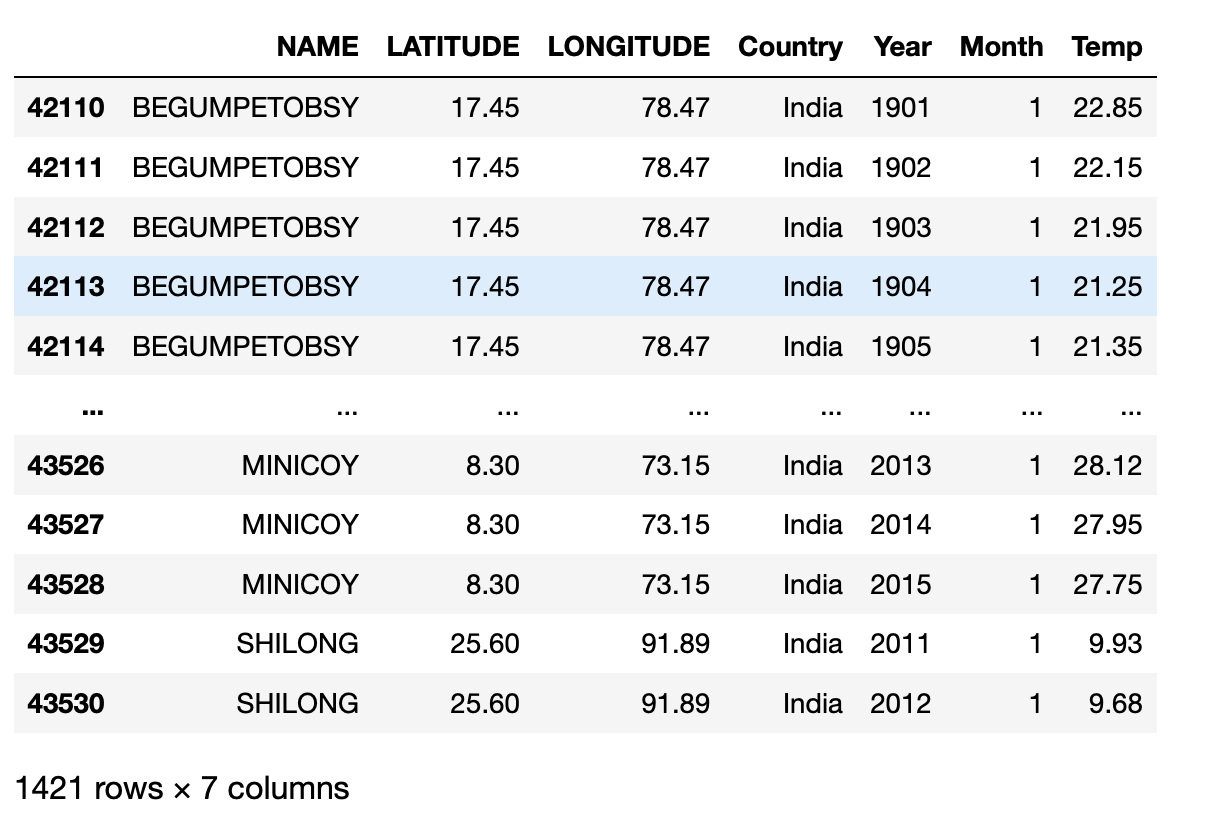 NAME LATITUDE LONGITUDE Country Year Month Temp
42110 BEGUMPETOBSY 17.45 78.47 India 1901 1 22.85
42111 BEGUMPETOBSY 17.45 78.47 India 1902 1 22.15
42112 BEGUMPETOBSY 17.45 78.47 India 1903 1 21.95
42113 BEGUMPETOBSY 17.45 78.47 India 1904 1 21.25
42114 BEGUMPETOBSY 17.45 78.47 India 1905 1 21.35
... ... ... ... ... ... ... ...
43526 MINICOY 8.30 73.15 India 2013 1 28.12
43527 MINICOY 8.30 73.15 India 2014 1 27.95
43528 MINICOY 8.30 73.15 India 2015 1 27.75
43529 SHILONG 25.60 91.89 India 2011 1 9.93
43530 SHILONG 25.60 91.89 India 2012 1 9.68
1421 rows × 7 columns